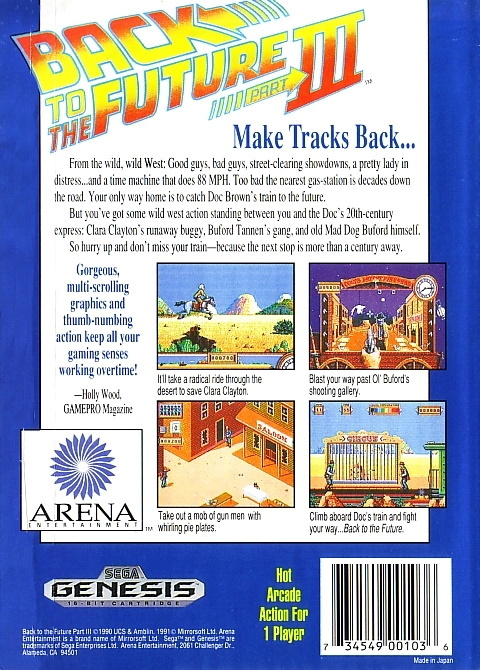 BACK
TO
THE FUTURE
PART III
TM
Make Tracks Back...
From the wild, wild West: Good guys, bad guys, street-clearing showdowns, a pretty lady in
distress...and a time machine that does 88 MPH. Too bad the nearest gas-station is decades down
the road. Your only way home is to catch Doc Brown's train to the future.
But you've got some wild west action standing between you and the Doc's 20th-century
express: Clara Clayton's runaway buggy, Buford Tannen's gang, and old Mad Dog Buford himself.
So hurry up and don't miss your train—because the next stop is more than a century away.
Gorgeous,
multi-scrolling
graphics and
thumb-numbing
action keep all your
gaming senses
working overtime!
—Holly Wood,
GAMEPRO Magazine
It'll take a radical ride through the
desert to save Clara Clayton.
Blast your way past Ol' Buford's
shooting gallery.
SALOON
Take out a mob of gun men with
whirling pie plates.
CIRCUS
Climb aboard Doc's train and fight
your way...Back to the Future.
ARENA
ENTERTAINMENT
TM
SEGA
GENESIS
16-BIT CARTRIDGE
Hot
Arcade
Action For
1 Player
Back to the Future Part III © 1990 UCS & Amblin. 1991 © Mirrorsoft Ltd. Arena
Entertainment is a brand name of Mirrorsoft Ltd. Sega™ and Genesis™ are
trademarks of Sega Enterprises Ltd. Arena Entertainment, 2061 Challenger Dr.,
Alameda, CA 94501
7 34549 00103 6
Made in Japan